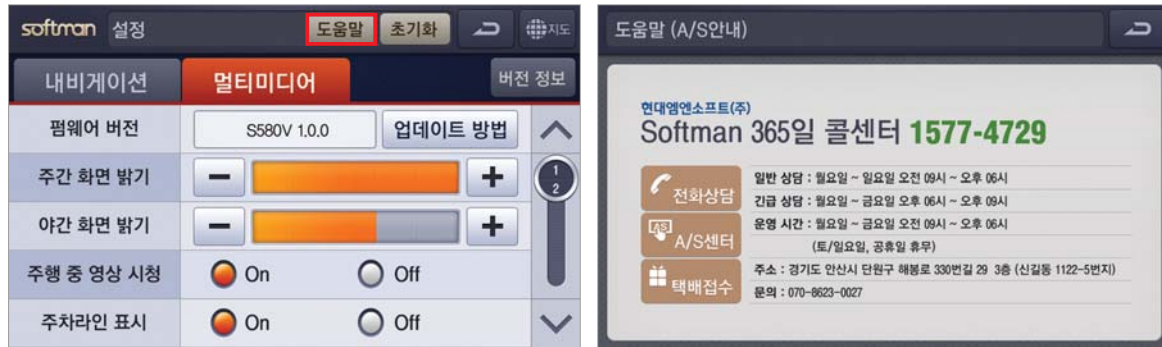 softman 설정 도움말 초기화 지도
내비게이션 멀티미디어 버전 정보
펌웨어 버전 S580V 1.0.0 업데이트 방법
주간 화면 밝기
1
2
야간 화면 밝기
주행 중 영상 시청 On Off
주차라인 표시 On Off
도움말 (A/S안내)
현대엠엔소프트(주)
Softman 365일 콜센터 1577-4729
전화상담
일반 상담 : 월요일 ~ 일요일 오전 09시 ~ 오후 06시
긴급 상담 : 월요일 ~ 금요일 오후 06시 ~ 오후 09시
AS
A/S센터
운영 시간 : 월요일 ~ 금요일 오전 09시 ~ 오후 06시
(토/일요일, 공휴일 휴무)
택배접수
주소 : 경기도 안산시 단원구 해봉로 330번길 29 3층 (신길동 1122-5번지)
문의 : 070-8623-0027